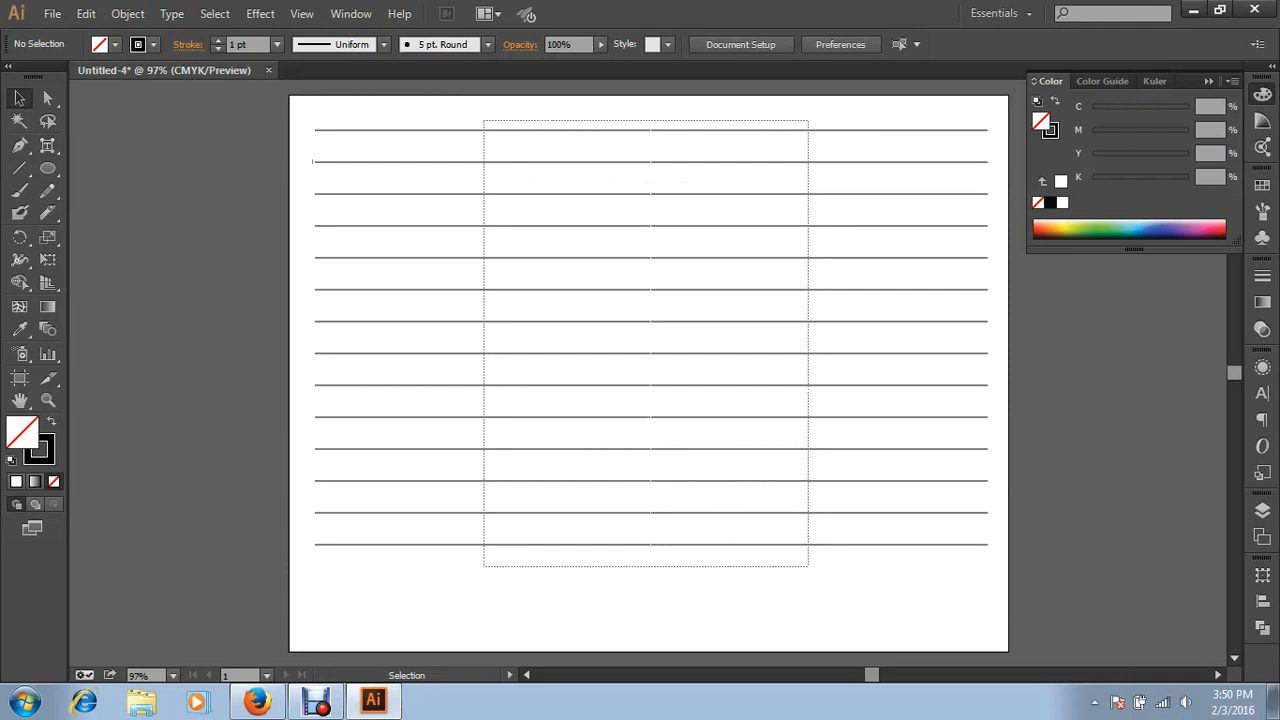 Ai File Edit Object Type Select Effect View Window Help Br Essentials
No Selection Stroke: 1 pt Uniform 5 pt. Round Opacity: 100% Style: Document Setup Preferences
Untitled-4* @ 97% (CMYK/Preview)
Color Color Guide Kuler
C %
M %
Y %
K %
97% 1 Selection
Ai 3:50 PM
2/3/2016